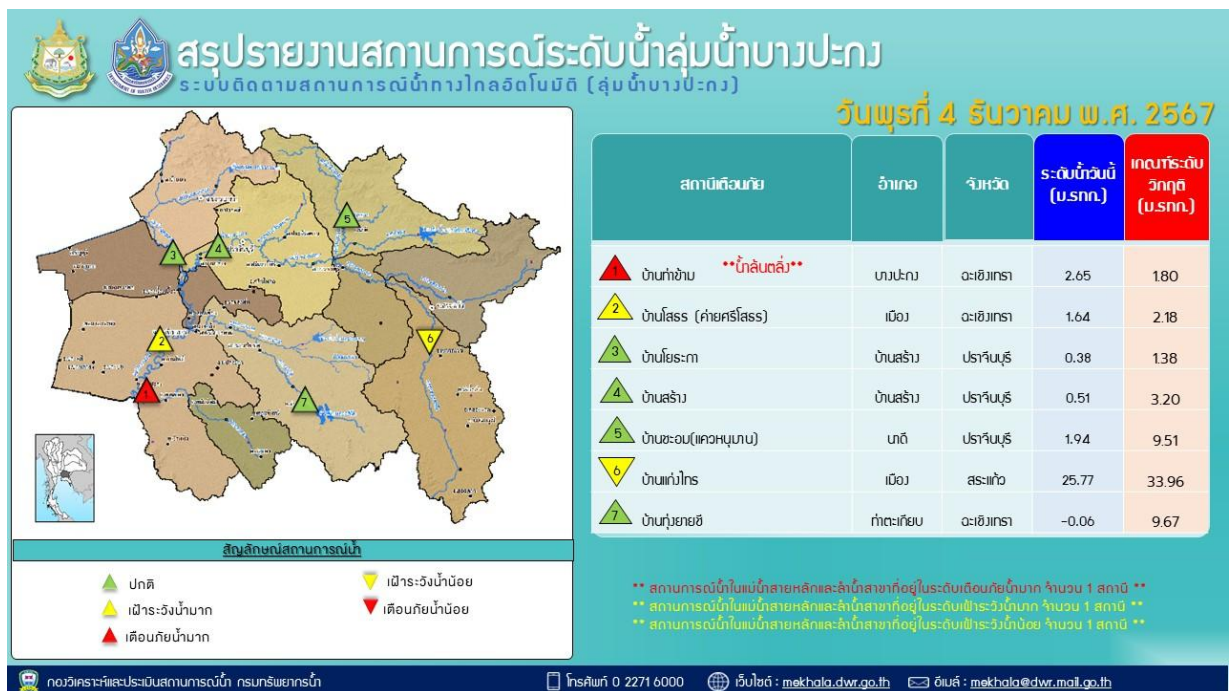 สรุปรายงานสถานการณ์ระดับน้ำลุ่มน้ำบางปะกง
ระบบติดตามสถานการณ์น้ำทางไกลอัตโนมัติ (ลุ่มน้ำบางปะกง)
วันพุธที่ 4 ธันวาคม พ.ศ. 2567
สถานีเตือนภัย อำเภอ จังหวัด ระดับน้ำวันนี้ (ม.รทก.) เกณฑ์ระดับวิกฤติ (ม.รทก.)
1 บ้านท่าข้าม **น้ำล้นตลิ่ง** บางปะกง ฉะเชิงเทรา 2.65 1.80
2 บ้านโสธร (ค่ายศรีโสธร) เมือง ฉะเชิงเทรา 1.64 2.18
3 บ้านโยธะกา บ้านสร้าง ปราจีนบุรี 0.38 1.38
4 บ้านสร้าง บ้านสร้าง ปราจีนบุรี 0.51 3.20
5 บ้านชะอม(แควหนุมาน) นาดี ปราจีนบุรี 1.94 9.51
6 บ้านแก่งไทร เมือง สระแก้ว 25.77 33.96
7 บ้านทุ่งยายชี ท่าตะเกียบ ฉะเชิงเทรา -0.06 9.67
5
4
3
2
6
1
7
สัญลักษณ์สถานการณ์น้ำ
ปกติ
เฝ้าระวังน้ำมาก
เตือนภัยน้ำมาก
เฝ้าระวังน้ำน้อย
เตือนภัยน้ำน้อย
** สถานการณ์น้ำในแม่น้ำสายหลักและลำน้ำสาขาที่อยู่ในระดับเตือนภัยน้ำมาก จำนวน 1 สถานี **
** สถานการณ์น้ำในแม่น้ำสายหลักและลำน้ำสาขาที่อยู่ในระดับเฝ้าระวังน้ำมาก จำนวน 1 สถานี **
** สถานการณ์น้ำในแม่น้ำสายหลักและลำน้ำสาขาที่อยู่ในระดับเฝ้าระวังน้ำน้อย จำนวน 1 สถานี **
กองวิเคราะห์และประเมินสถานการณ์น้ำ กรมทรัพยากรน้ำ โทรศัพท์ 0 2271 6000 เว็บไซต์ : mekhala.dwr.go.th อีเมล์ : mekhala@dwr.mail.go.th